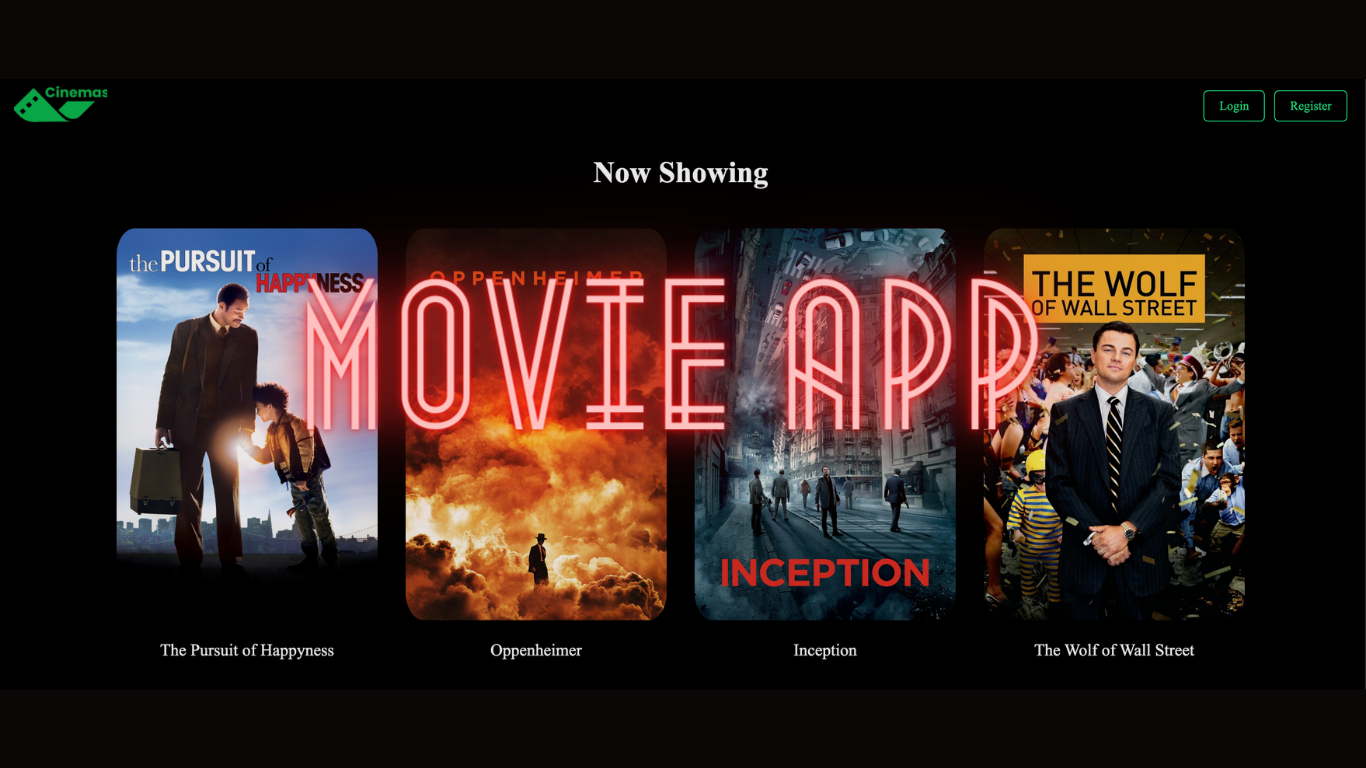 Cinemas
Login
Register
Now Showing
the PURSUIT of
HAPPYNESS
OPPENHEIMER
MOVIE APP
INCEPTION
THE WOLF
OF WALL STREET
The Pursuit of Happyness
Oppenheimer
Inception
The Wolf of Wall Street